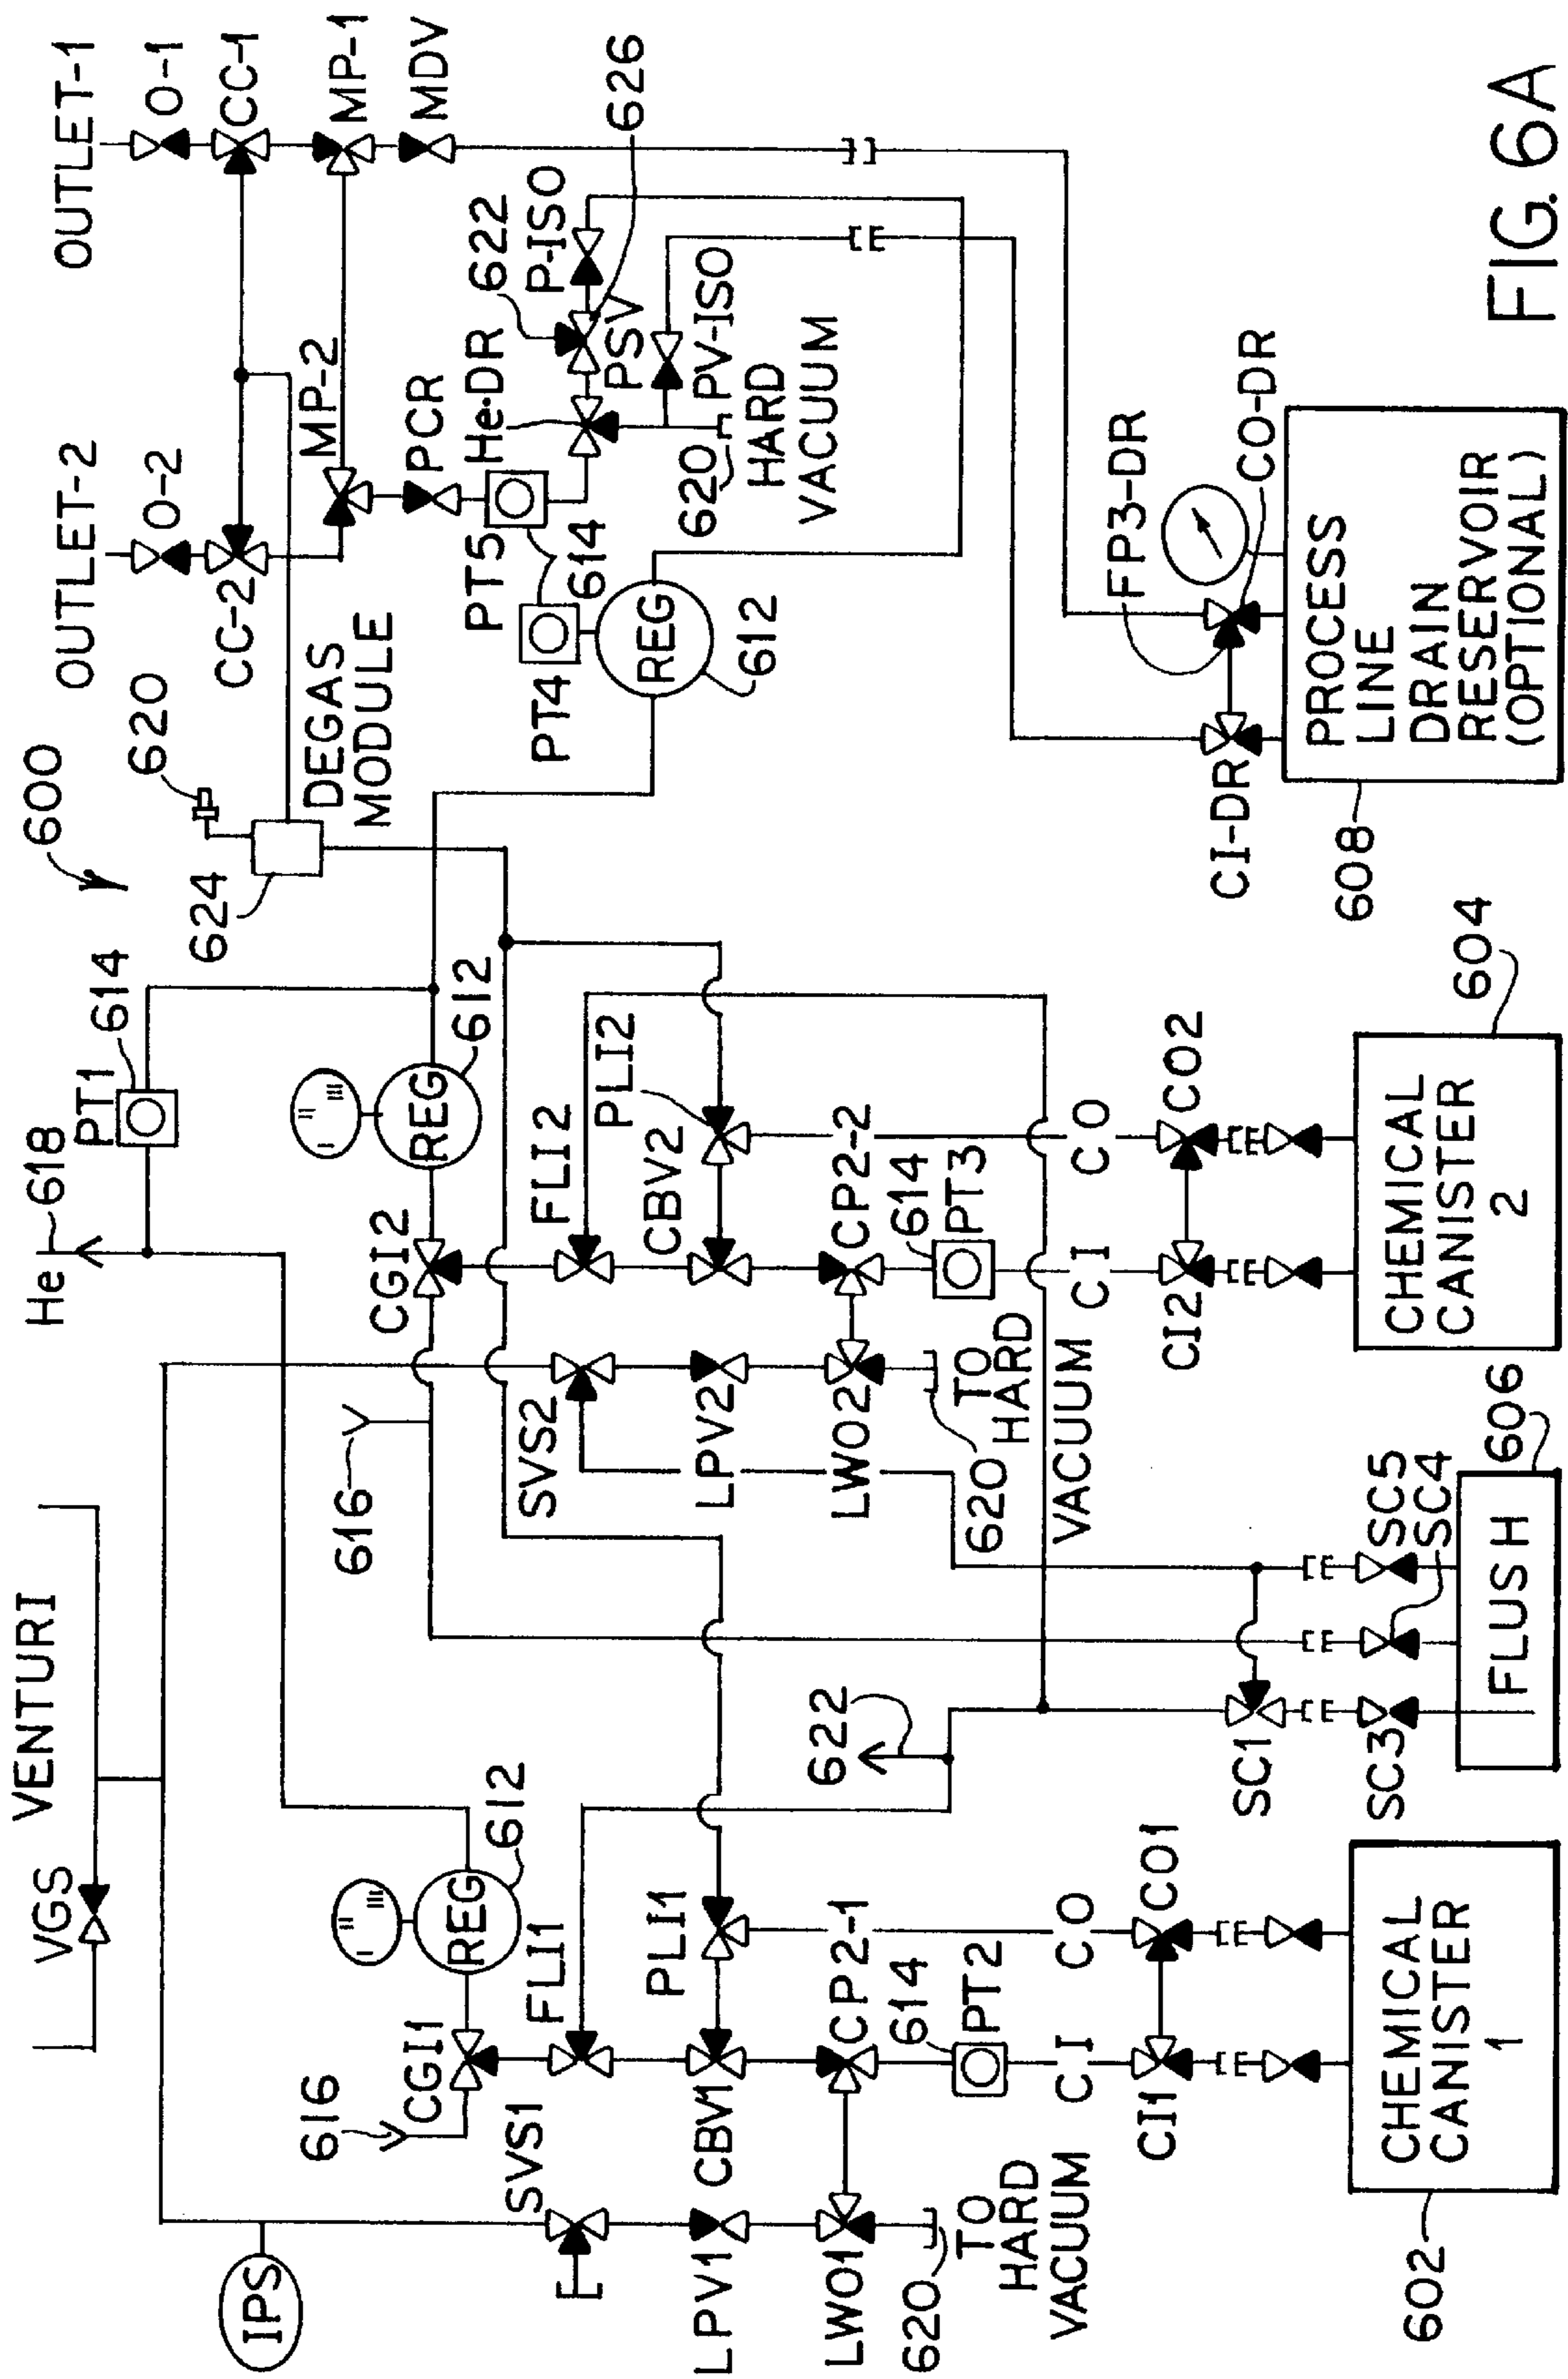 VENTURI
VGS
IPS
He
618
PT1
614
600
620
624
DEGAS
MODULE
OUTLET-2
O-2
CC-2
OUTLET-1
O-1
CC-1
MP-1
MDV
MP-2
PCR
He·DR
622
P-ISO
626
PSV
PV-ISO
620
HARD
VACUUM
PT5
614
PT4
REG
612
616
CGI1
REG
612
FLI1
SVS1
PLI1
CBV1
LPV1
CP2-1
LWO1
614
PT2
620
TO
HARD
VACUUM
CI
CO
CI1
CO1
CHEMICAL
CANISTER
1
602
622
616
CGI2
REG
612
FLI2
SVS2
PLI2
CBV2
LPV2
CP2-2
LWO2
614
PT3
620
TO
HARD
VACUUM
CI
CO
CI2
CO2
CHEMICAL
CANISTER
2
604
SC1
SC3
SC5
SC4
606
FLUSH
FP3-DR
CO-DR
CI-DR
608
PROCESS
LINE
DRAIN
RESERVOIR
(OPTIONAL)
FIG. 6A